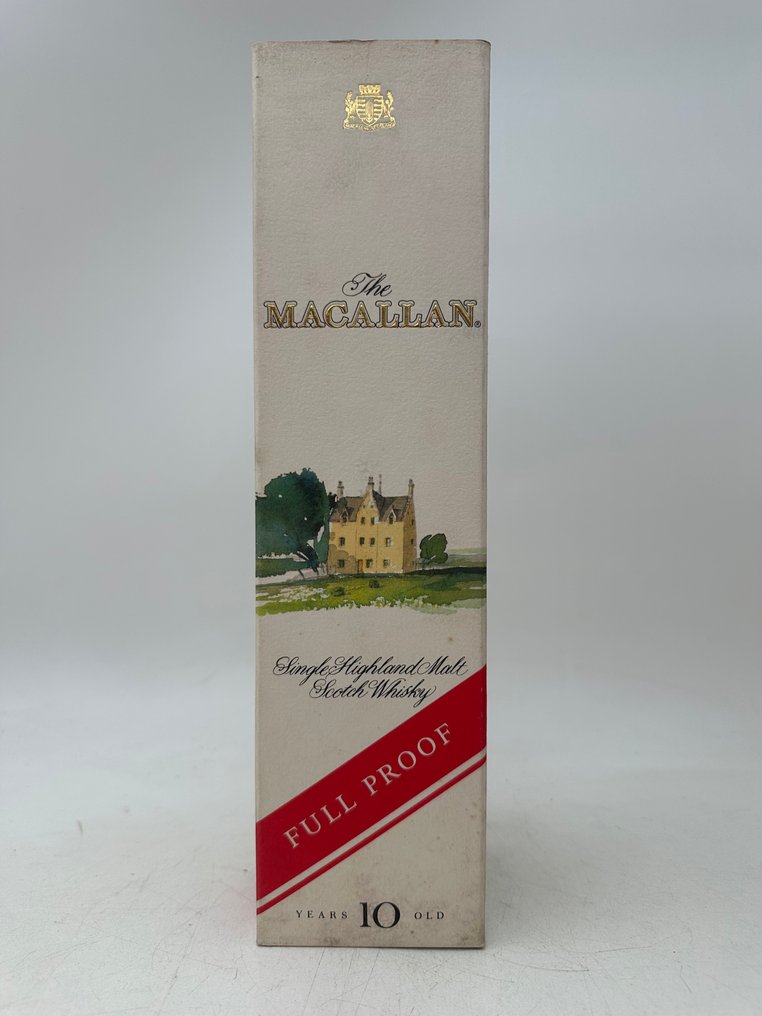 The
MACALLAN®
Single Highland Malt
Scotch Whisky
FULL PROOF
YEARS 10 OLD